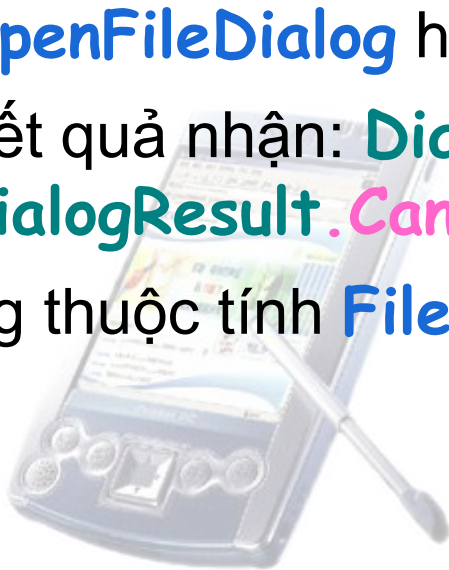 penFileDialog h
ết quả nhận: Dia
ialogResult.Can
g thuộc tính File